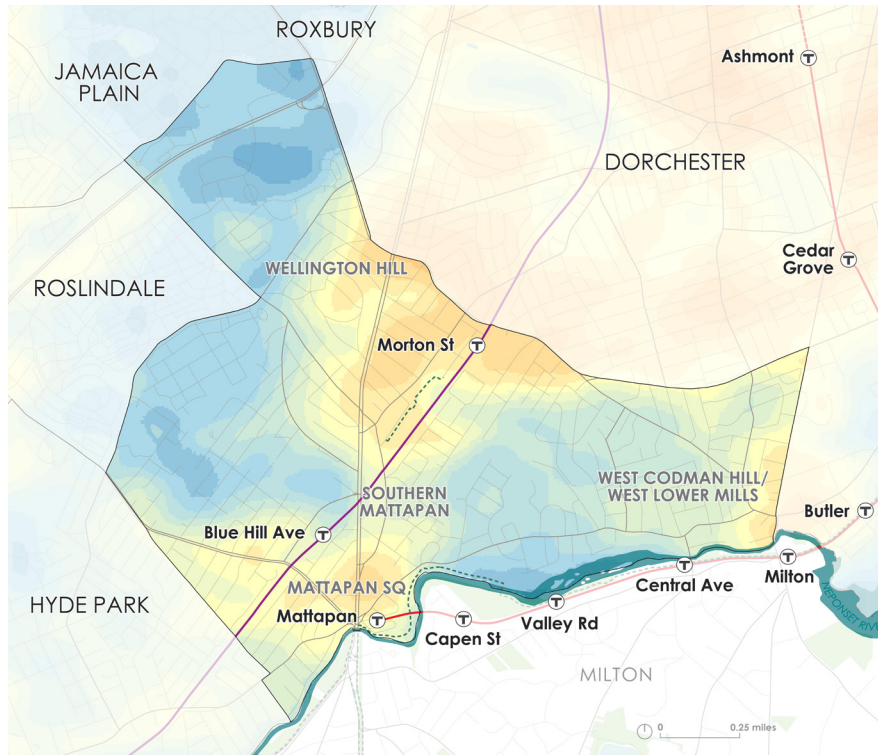 ROXBURY
JAMAICA
PLAIN
Ashmont T
DORCHESTER
Cedar
Grove T
WELLINGTON HILL
ROSLINDALE
Morton St T
WEST CODMAN HILL/
WEST LOWER MILLS
SOUTHERN
MATTAPAN
Butler T
Blue Hill Ave T
T
Milton
T
Central Ave
MATTAPAN SQ
HYDE PARK
Mattapan T
T
Capen St
T
Valley Rd
NEPONSET RIVER
MILTON
0 0.25 miles